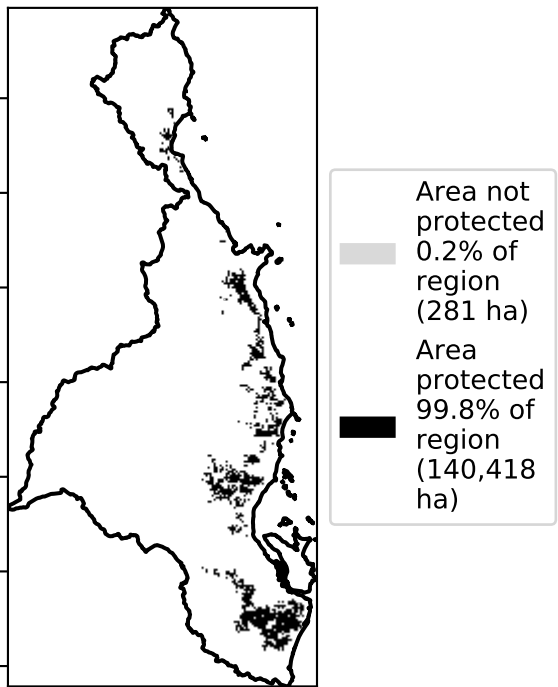 Area not
protected
0.2% of
region
(281 ha)
Area
protected
99.8% of
region
(140,418
ha)